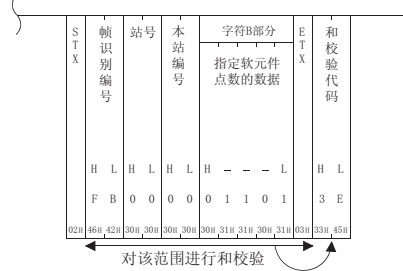 STX
帧识别编号
站号
本站编号
字符B部分
指定软元件
点数的数据
ETX
和校验代码
H L H L H L H － － － L H L
F B 0 0 0 0 0 1 1 0 1 3 E
02H 46H 42H 30H 30H 30H 30H 30H 31H 31H 30H 31H 03H 33H 45H
对该范围进行和校验